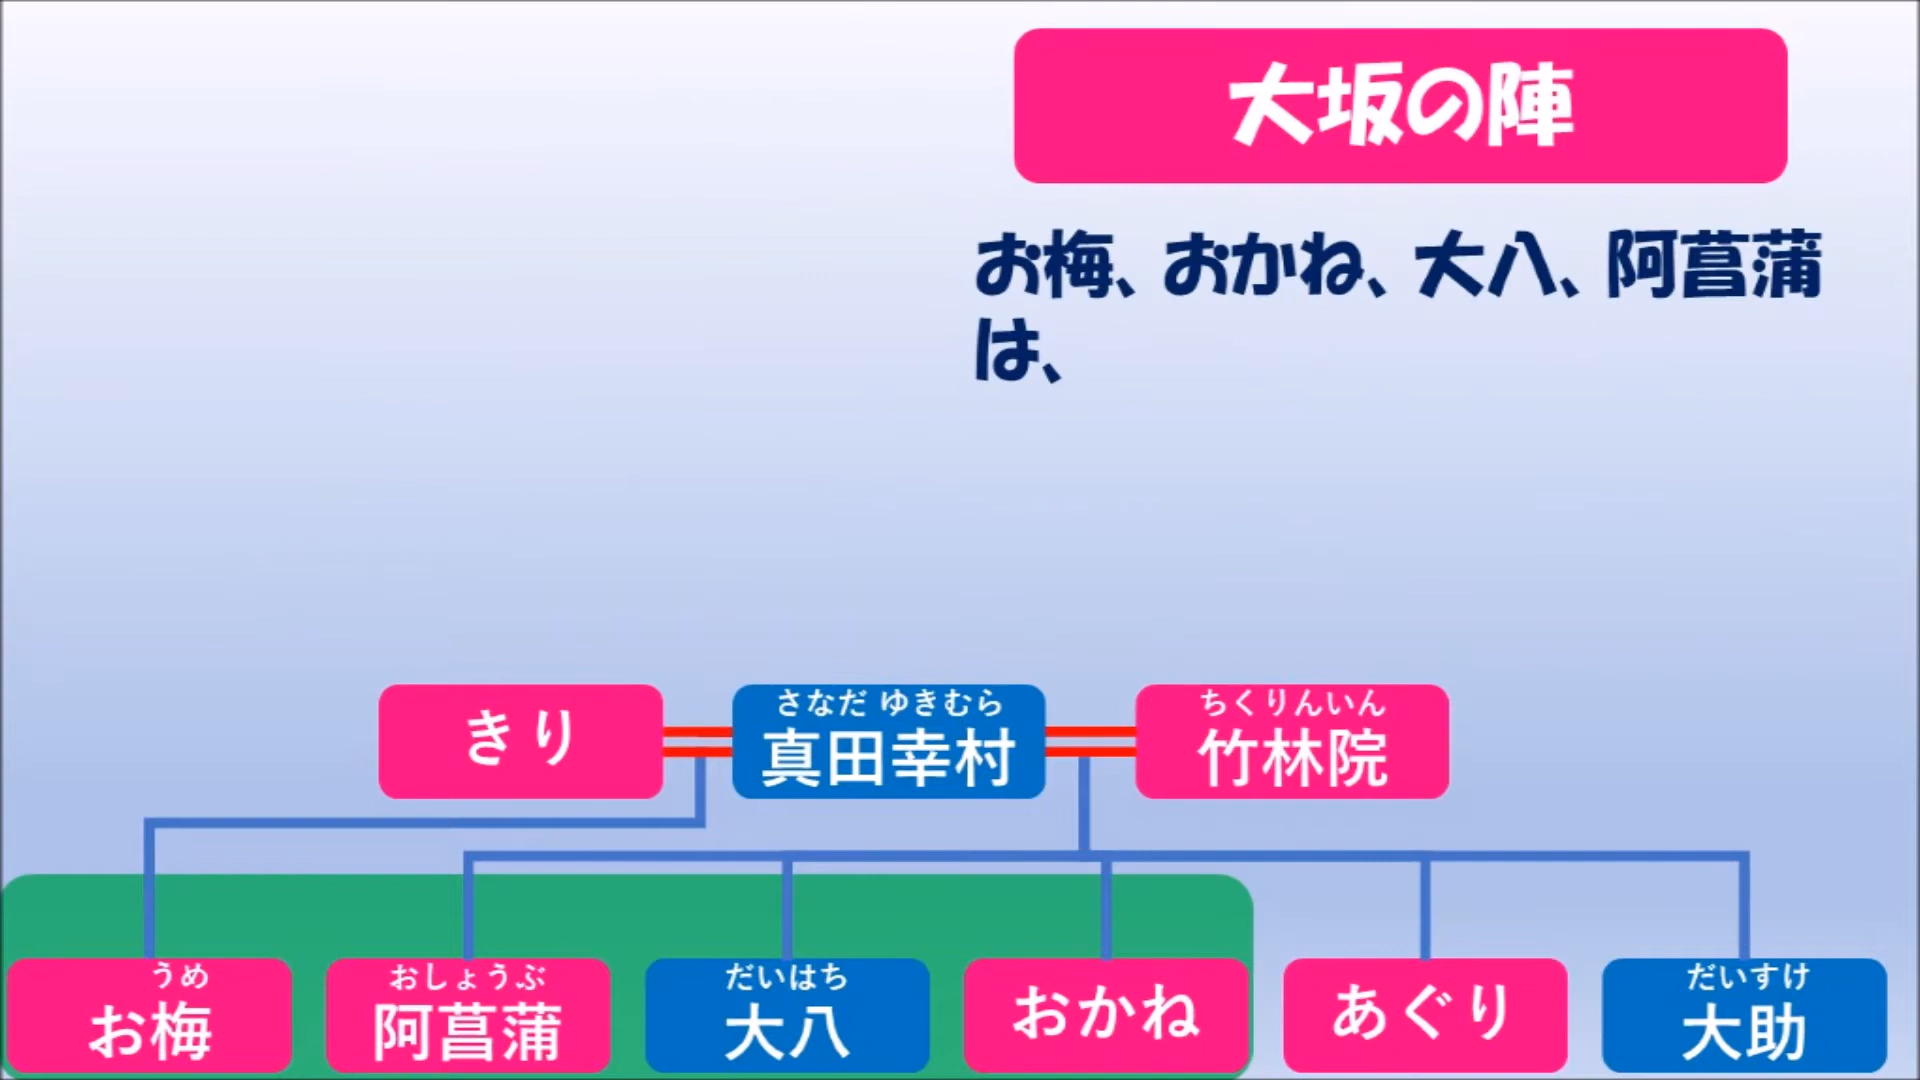 大坂の陣
お梅、おかね、大八、阿菖蒲
は、
きり
さなだ ゆきむら
真田幸村
ちくりんいん
竹林院
うめ
お梅
おしょうぶ
阿菖蒲
だいはち
大八
おかね
あぐり
だいすけ
大助